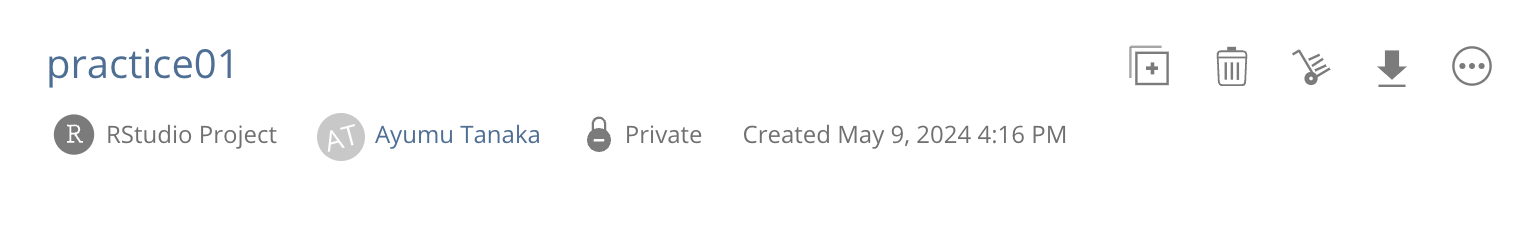 practice01
R RStudio Project AT Ayumu Tanaka Private Created May 9, 2024 4:16 PM